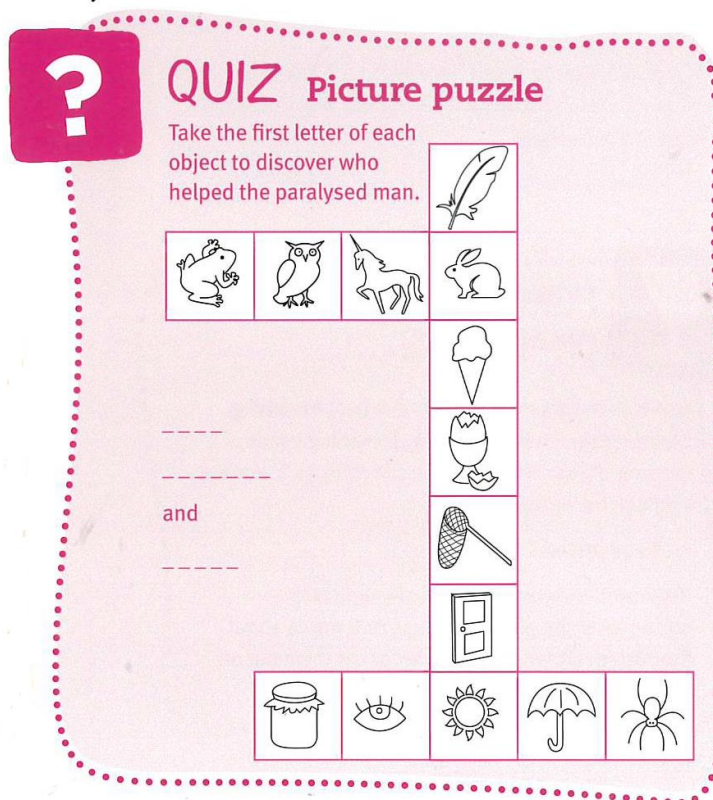 ?
QUIZ Picture puzzle
Take the first letter of each
object to discover who
helped the paralysed man.
_ _ _ _
_ _ _ _ _ _ _
and
_ _ _ _ _